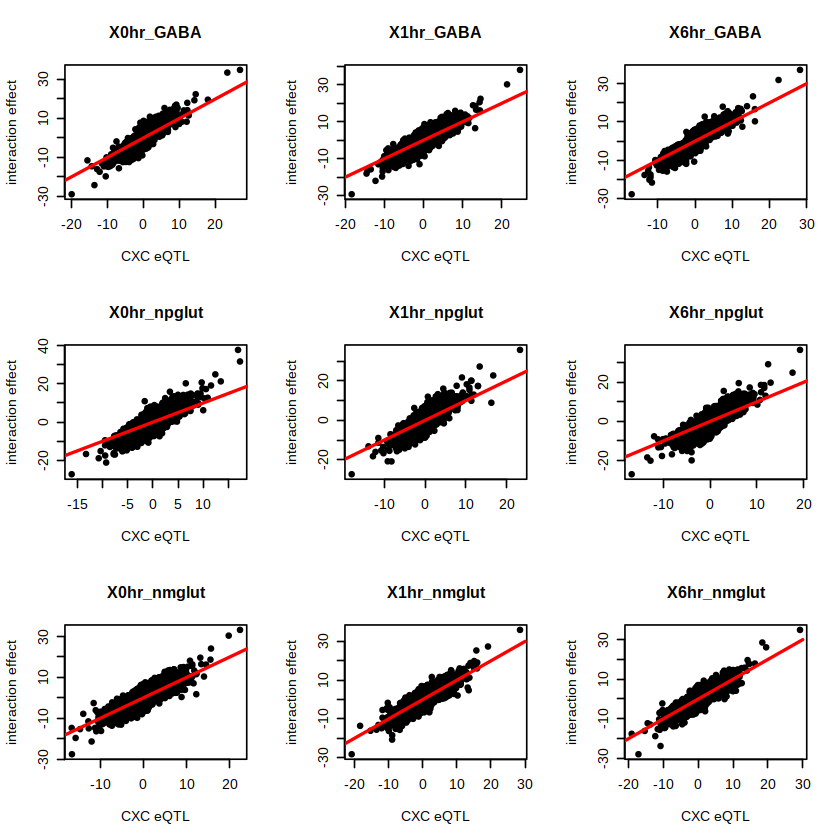 X0hr_GABA X1hr_GABA X6hr_GABA
interaction effect interaction effect interaction effect
-30 -10 10 30 -30 -10 10 30 -30 -10 10 30
-20 -10 0 10 20 -20 -10 0 10 20 -10 0 10 20 30
CXC eQTL CXC eQTL CXC eQTL
X0hr_npglut X1hr_npglut X6hr_npglut
interaction effect interaction effect interaction effect
-20 0 20 40 -20 0 20 -20 0 20
-15 -5 0 5 10 -10 0 10 20 -10 0 10 20
CXC eQTL CXC eQTL CXC eQTL
X0hr_nmglut X1hr_nmglut X6hr_nmglut
interaction effect interaction effect interaction effect
-30 -10 10 30 -30 -10 10 30 -30 -10 10 30
-10 0 10 20 -20 -10 0 10 20 30 -20 -10 0 10 20 30
CXC eQTL CXC eQTL CXC eQTL